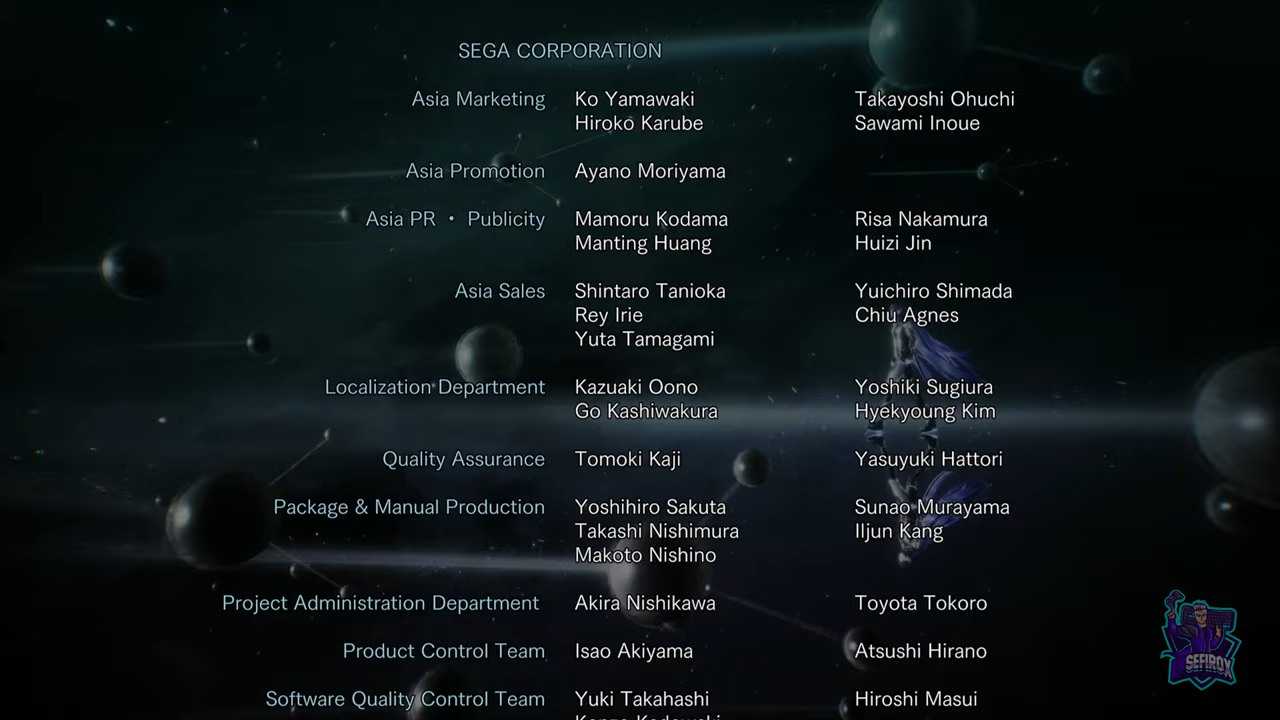 SEGA CORPORATION
Asia Marketing Ko Yamawaki Takayoshi Ohuchi
Hiroko Karube Sawami Inoue
Asia Promotion Ayano Moriyama
Asia PR • Publicity Mamoru Kodama Risa Nakamura
Manting Huang Huizi Jin
Asia Sales Shintaro Tanioka Yuichiro Shimada
Rey Irie Chiu Agnes
Yuta Tamagami
Localization Department Kazuaki Oono Yoshiki Sugiura
Go Kashiwakura Hyekyoung Kim
Quality Assurance Tomoki Kaji Yasuyuki Hattori
Package & Manual Production Yoshihiro Sakuta Sunao Murayama
Takashi Nishimura Iljun Kang
Makoto Nishino
Project Administration Department Akira Nishikawa Toyota Tokoro
Product Control Team Isao Akiyama Atsushi Hirano
Software Quality Control Team Yuki Takahashi Hiroshi Masui
SEFIROX